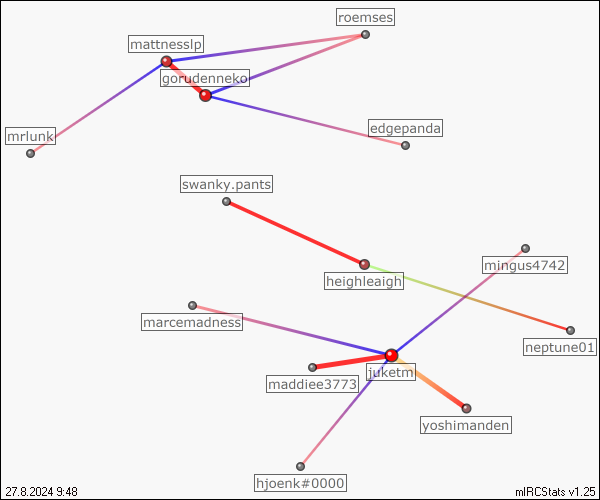 roemses
mattnesslp
gorudenneko
edgepanda
mrlunk
swanky.pants
mingus4742
heighleaigh
marcemadness
neptune01
juketm
maddiee3773
yoshimanden
hjoenk#0000
27.8.2024 9:48 mIRCStats v1.25